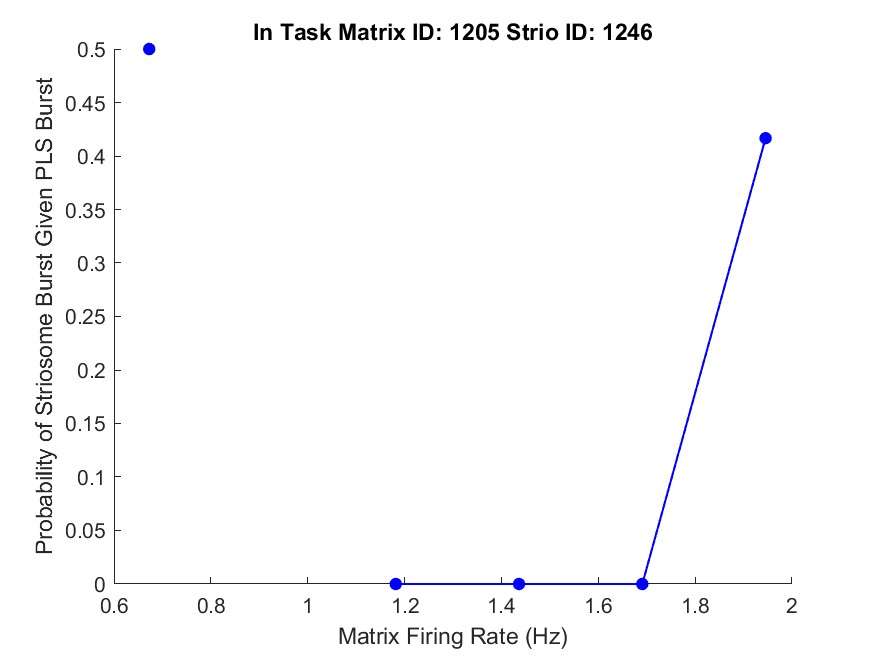 In Task Matrix ID: 1205 Strio ID: 1246
Probability of Striosome Burst Given PLS Burst
0.5
0.45
0.4
0.35
0.3
0.25
0.2
0.15
0.1
0.05
0
0.6 0.8 1 1.2 1.4 1.6 1.8 2
Matrix Firing Rate (Hz)